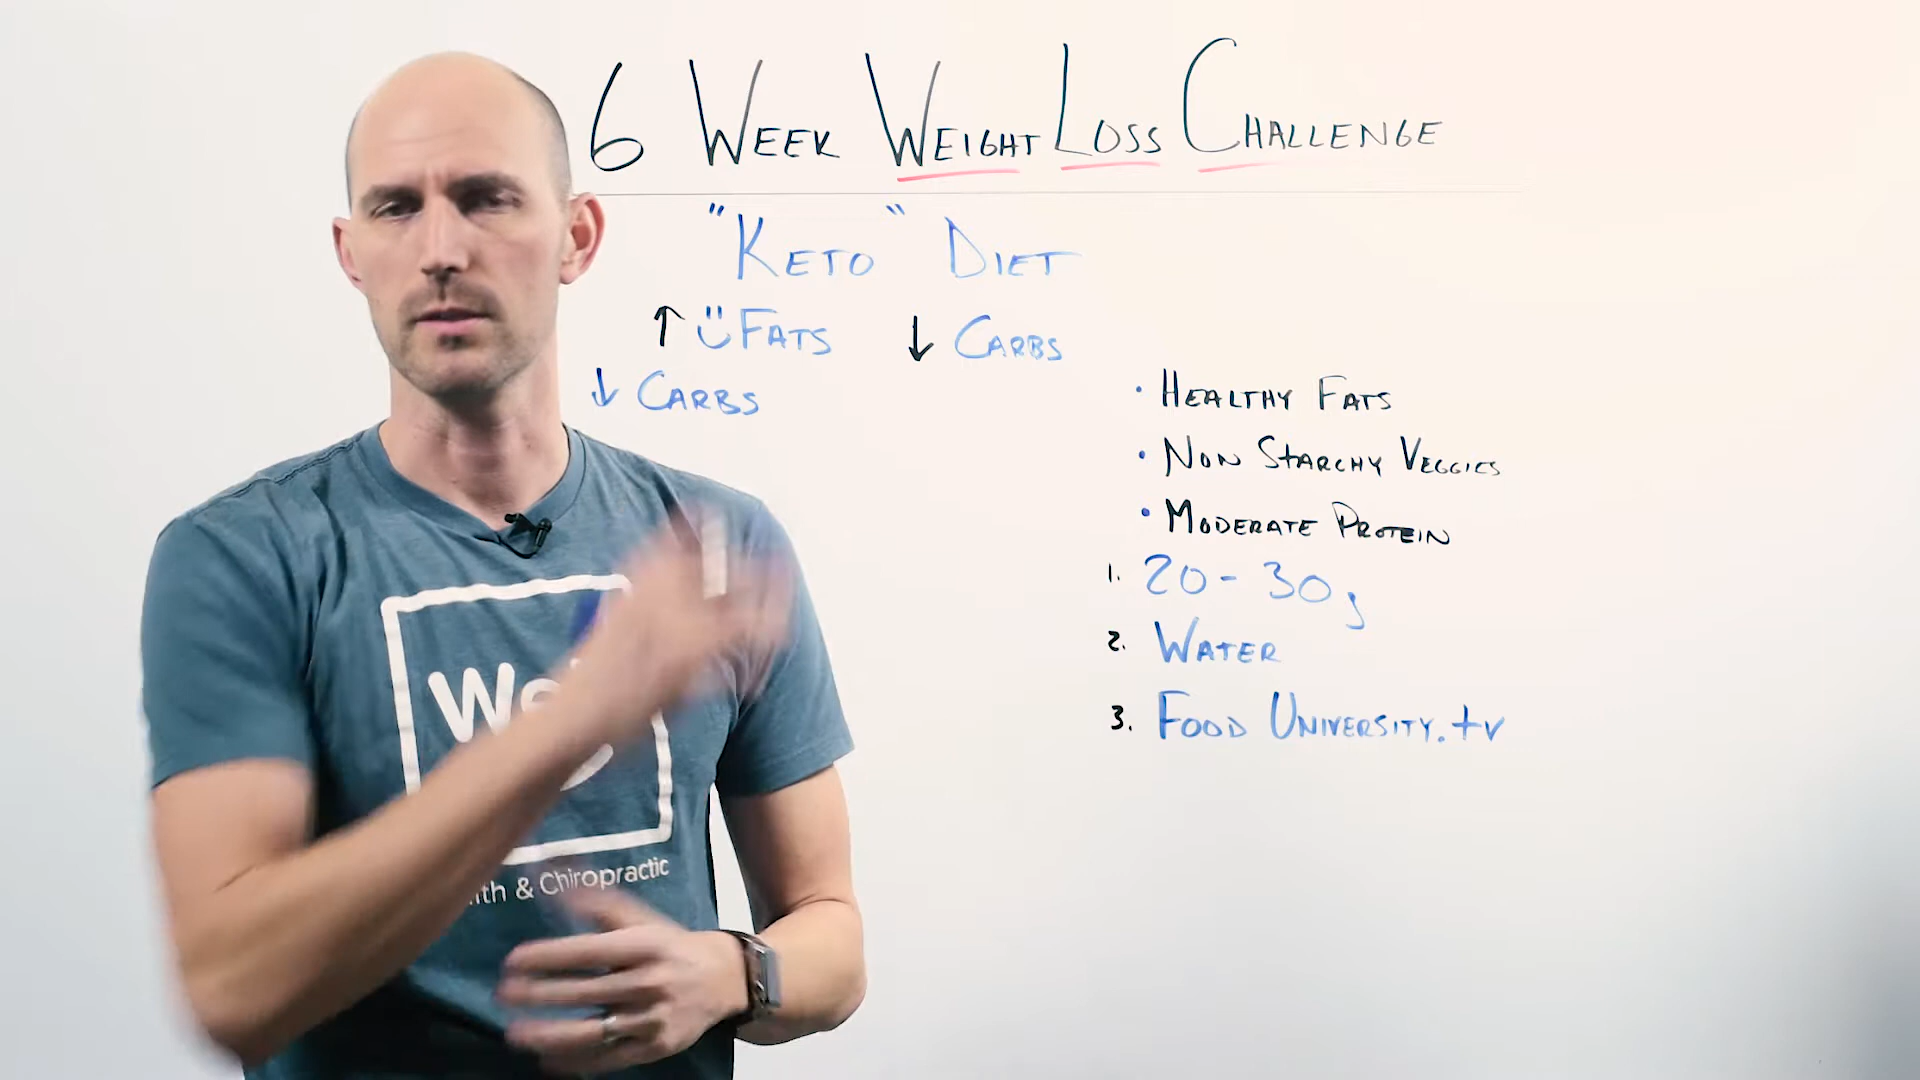 6 WEEK WEIGHT LOSS CHALLENGE
"KETO" DIET
↑ Ü FATS ↓ CARBS
↓ CARBS
• HEALTHY FATS
• NON STARCHY VEGGIES
• MODERATE PROTEIN
1. 20-30g
2. WATER
3. FOOD UNIVERSITY.tv
& Chiropractic